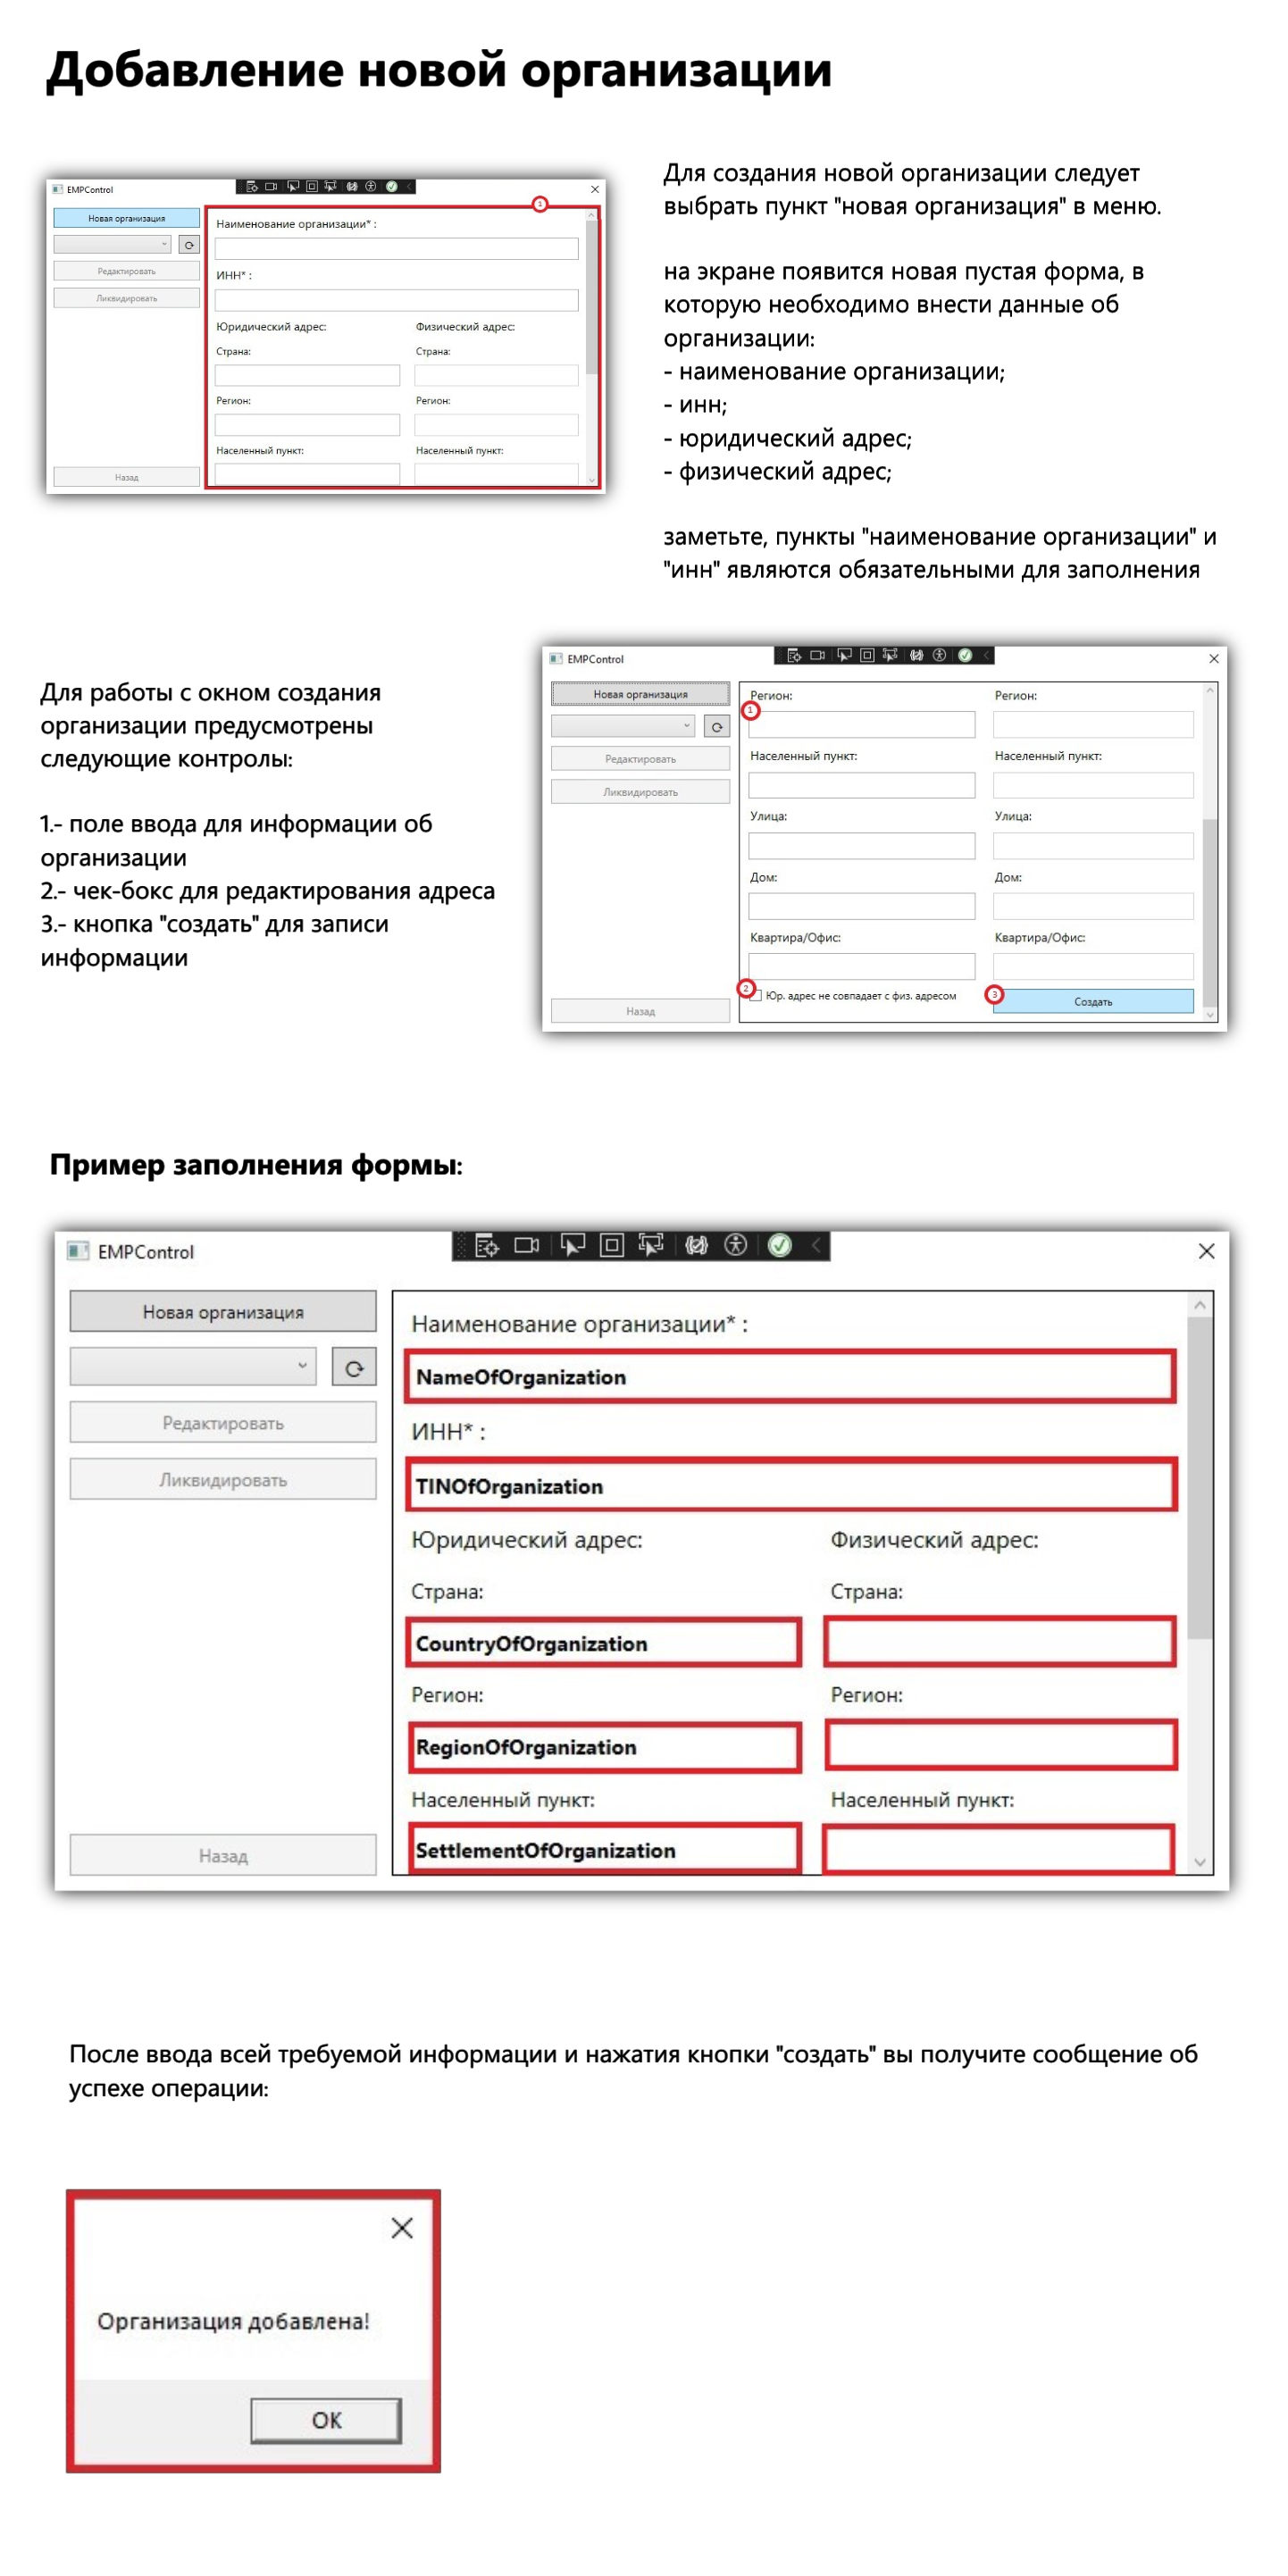 Добавление новой организации
EMPControl
Новая организация
Редактировать
Ликвидировать
Назад
1
Наименование организации* :
ИНН* :
Юридический адрес:
Физический адрес:
Страна:
Страна:
Регион:
Регион:
Населенный пункт:
Населенный пункт:
Для создания новой организации следует
выбрать пункт "новая организация" в меню.
на экране появится новая пустая форма, в
которую необходимо внести данные об
организации:
- наименование организации;
- инн;
- юридический адрес;
- физический адрес;
заметьте, пункты "наименование организации" и
"инн" являются обязательными для заполнения
Для работы с окном создания
организации предусмотрены
следующие контролы:
1.- поле ввода для информации об
организации
2.- чек-бокс для редактирования адреса
3.- кнопка "создать" для записи
информации
EMPControl
Новая организация
Редактировать
Ликвидировать
Назад
Регион:
Регион:
1
Населенный пункт:
Населенный пункт:
Улица:
Улица:
Дом:
Дом:
Квартира/Офис:
Квартира/Офис:
2
Юр. адрес не совпадает с физ. адресом
3
Создать
Пример заполнения формы:
EMPControl
Новая организация
Редактировать
Ликвидировать
Назад
Наименование организации* :
NameOfOrganization
ИНН* :
TINOfOrganization
Юридический адрес:
Физический адрес:
Страна:
Страна:
CountryOfOrganization
Регион:
Регион:
RegionOfOrganization
Населенный пункт:
Населенный пункт:
SettlementOfOrganization
После ввода всей требуемой информации и нажатия кнопки "создать" вы получите сообщение об
успехе операции:
Организация добавлена!
ОК